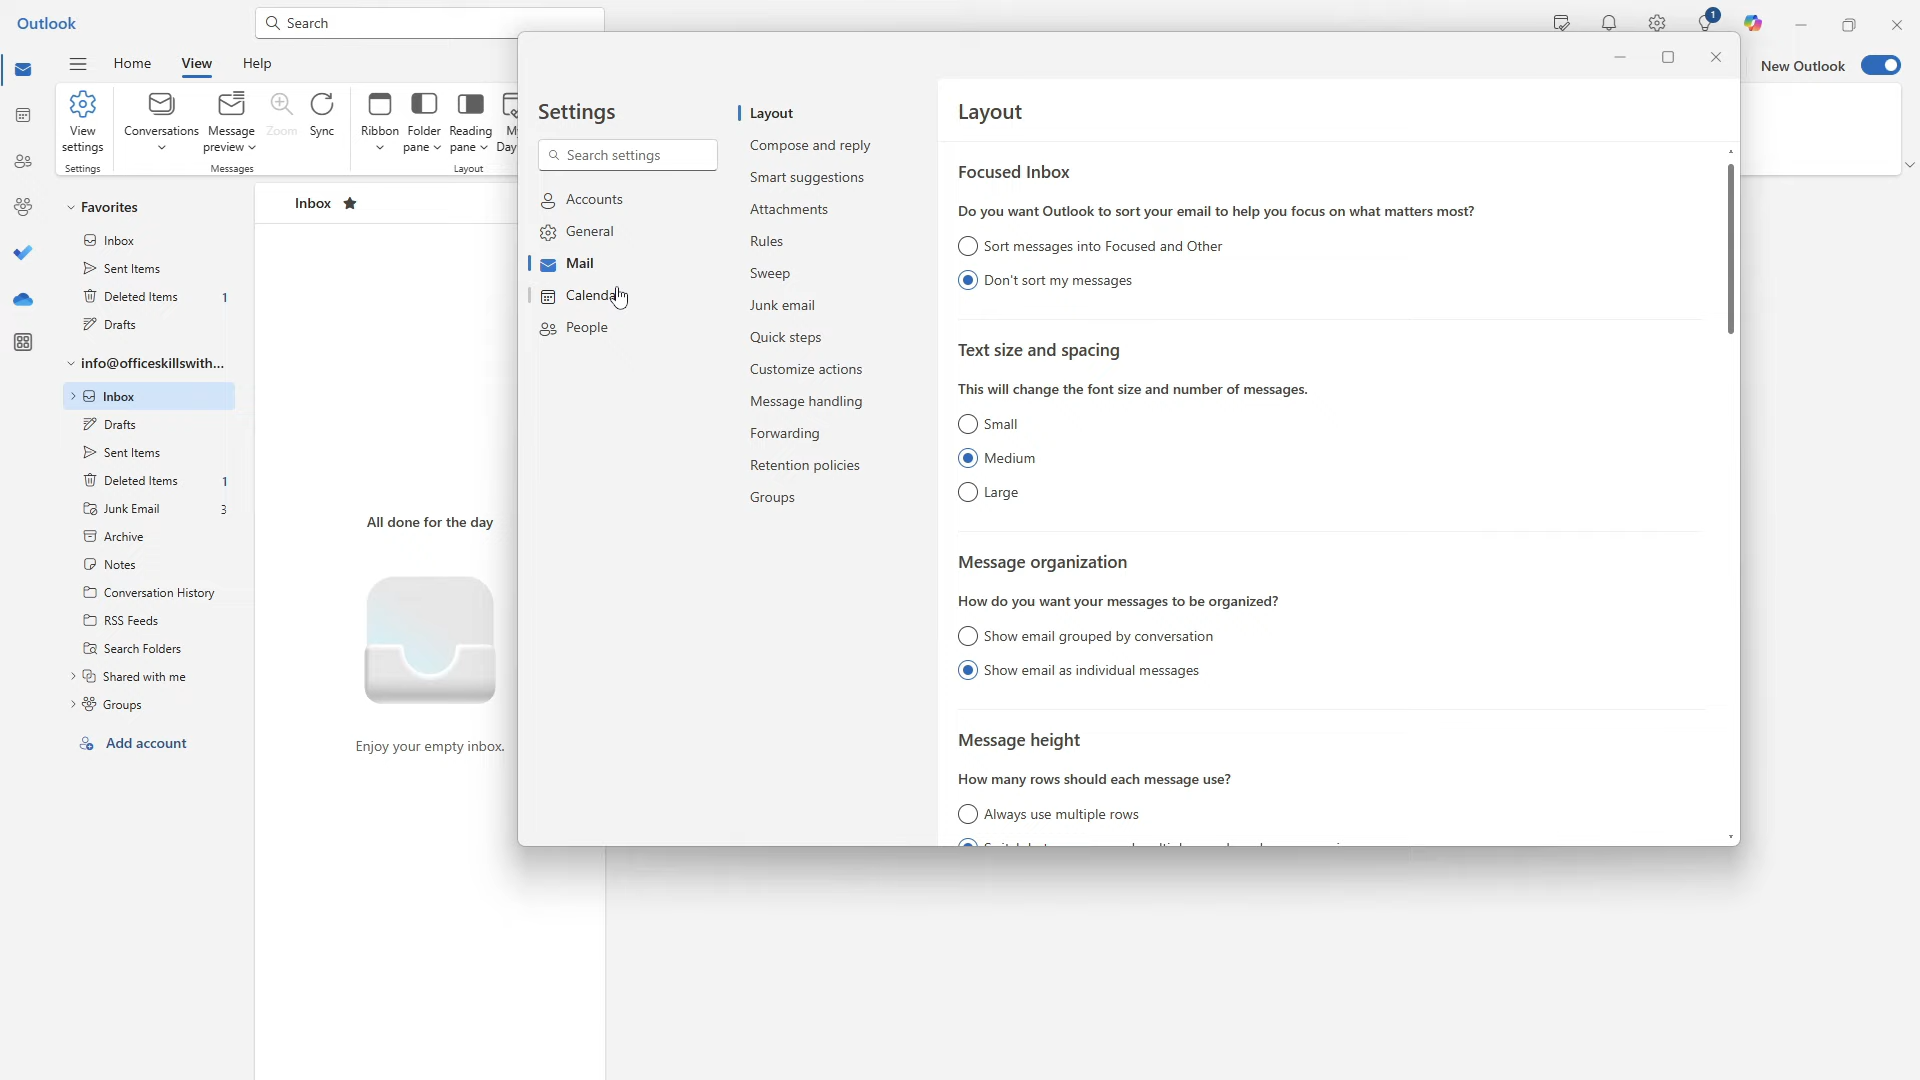 Outlook
Search
1
New Outlook
Home
View
Help
View settings
Settings
Conversations
Message preview
Zoom
Sync
Messages
Ribbon
Folder pane
Reading pane
Layout
Favorites
Inbox
Sent Items
Deleted Items 1
Drafts
info@officeskillswith...
Inbox
Drafts
Sent Items
Deleted Items 1
Junk Email 3
Archive
Notes
Conversation History
RSS Feeds
Search Folders
Shared with me
Groups
Add account
Inbox
All done for the day
Enjoy your empty inbox.
Settings
Search settings
Accounts
General
Mail
People
Layout
Compose and reply
Smart suggestions
Attachments
Rules
Sweep
Junk email
Quick steps
Customize actions
Message handling
Forwarding
Retention policies
Groups
Layout
Focused Inbox
Do you want Outlook to sort your email to help you focus on what matters most?
Sort messages into Focused and Other
Don't sort my messages
Text size and spacing
This will change the font size and number of messages.
Small
Medium
Large
Message organization
How do you want your messages to be organized?
Show email grouped by conversation
Show email as individual messages
Message height
How many rows should each message use?
Always use multiple rows